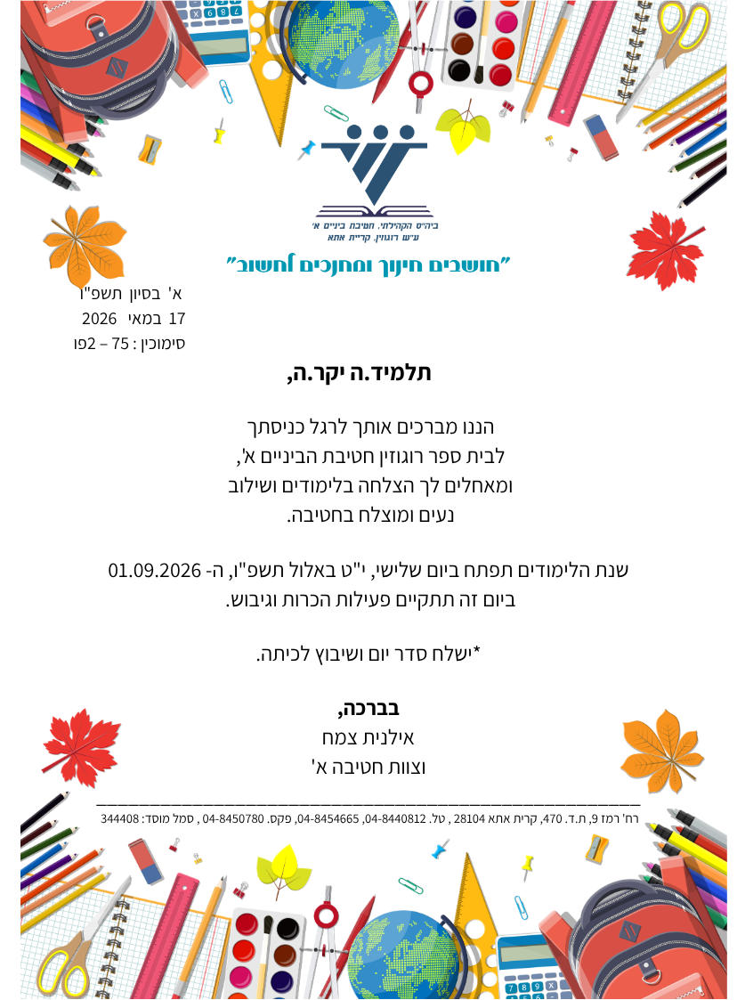 ביה"ס הקהילתי. חטיבת ביניים א'
ע"ש רוגוזין. קריית אתא
"חושבים חינוך ומחנכים לחשוב"
א' בסיון תשפ"ו
17 במאי 2026
סימוכין : 75 – 2פו
תלמיד.ה יקר.ה,
הננו מברכים אותך לרגל כניסתך
לבית ספר רוגוזין חטיבת הביניים א',
ומאחלים לך הצלחה בלימודים ושילוב
נעים ומוצלח בחטיבה.
שנת הלימודים תפתח ביום שלישי, י"ט באלול תשפ"ו, ה- 01.09.2026
ביום זה תתקיים פעילות הכרות וגיבוש.
*ישלח סדר יום ושיבוץ לכיתה.
בברכה,
אילנית צמח
וצוות חטיבה א'
רח' רמז 9, ת.ד. 470, קרית אתא 28104 , טל. 04-8440812, 04-8454665, פקס. 04-8450780 , סמל מוסד: 344408